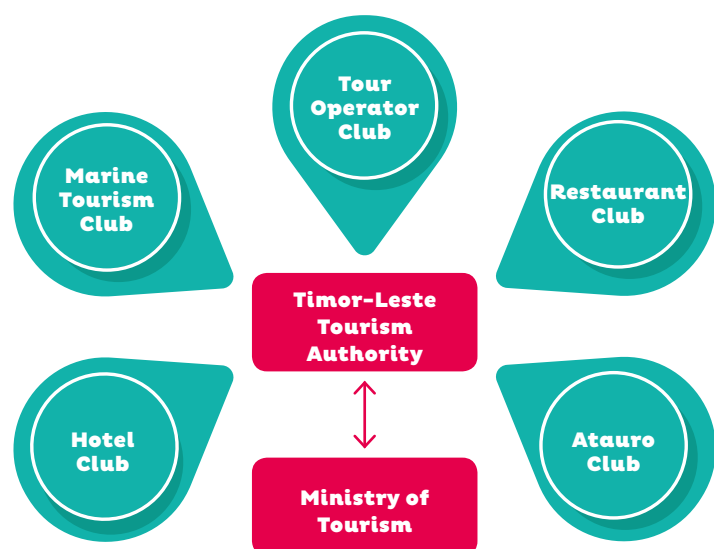 Tour
Operator
Club
Marine
Tourism
Club
Restaurant
Club
Timor-Leste
Tourism
Authority
Hotel
Club
Atauro
Club
Ministry of
Tourism